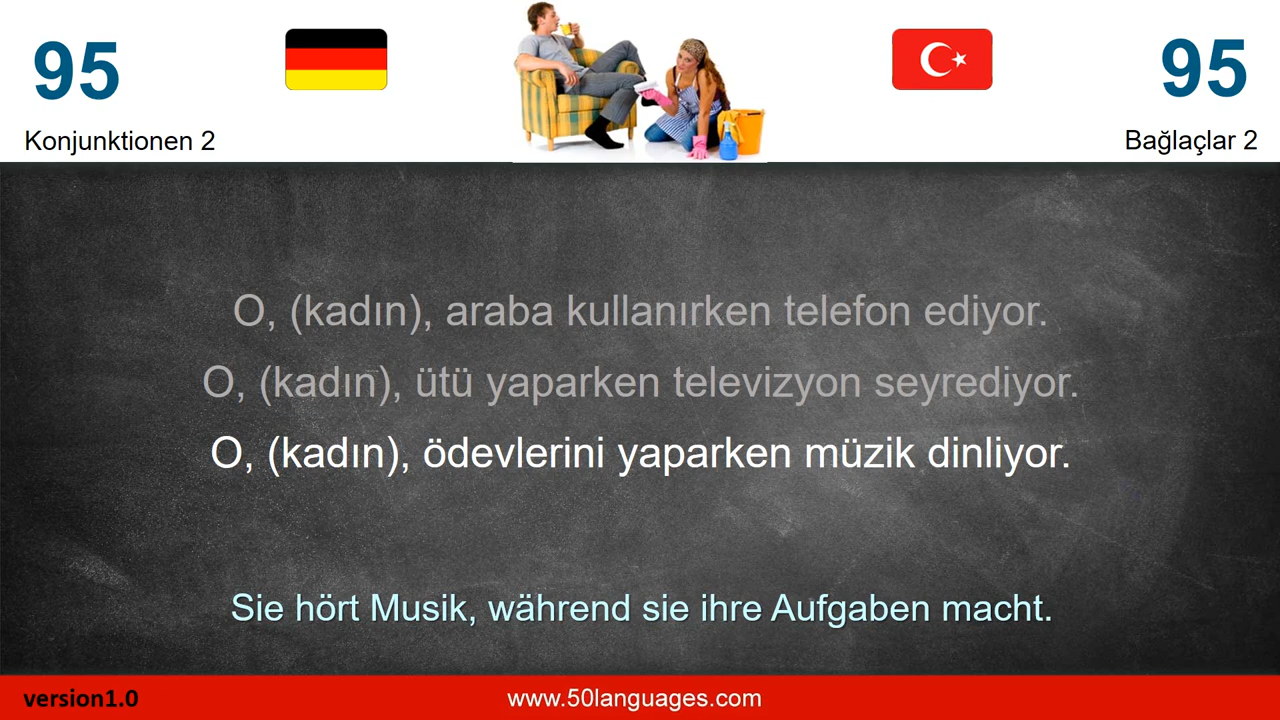 95
95
Konjunktionen 2
Bağlaçlar 2
O, (kadın), araba kullanırken telefon ediyor.
O, (kadın), ütü yaparken televizyon seyrediyor.
O, (kadın), ödevlerini yaparken müzik dinliyor.
Sie hört Musik, während sie ihre Aufgaben macht.
version1.0
www.50languages.com